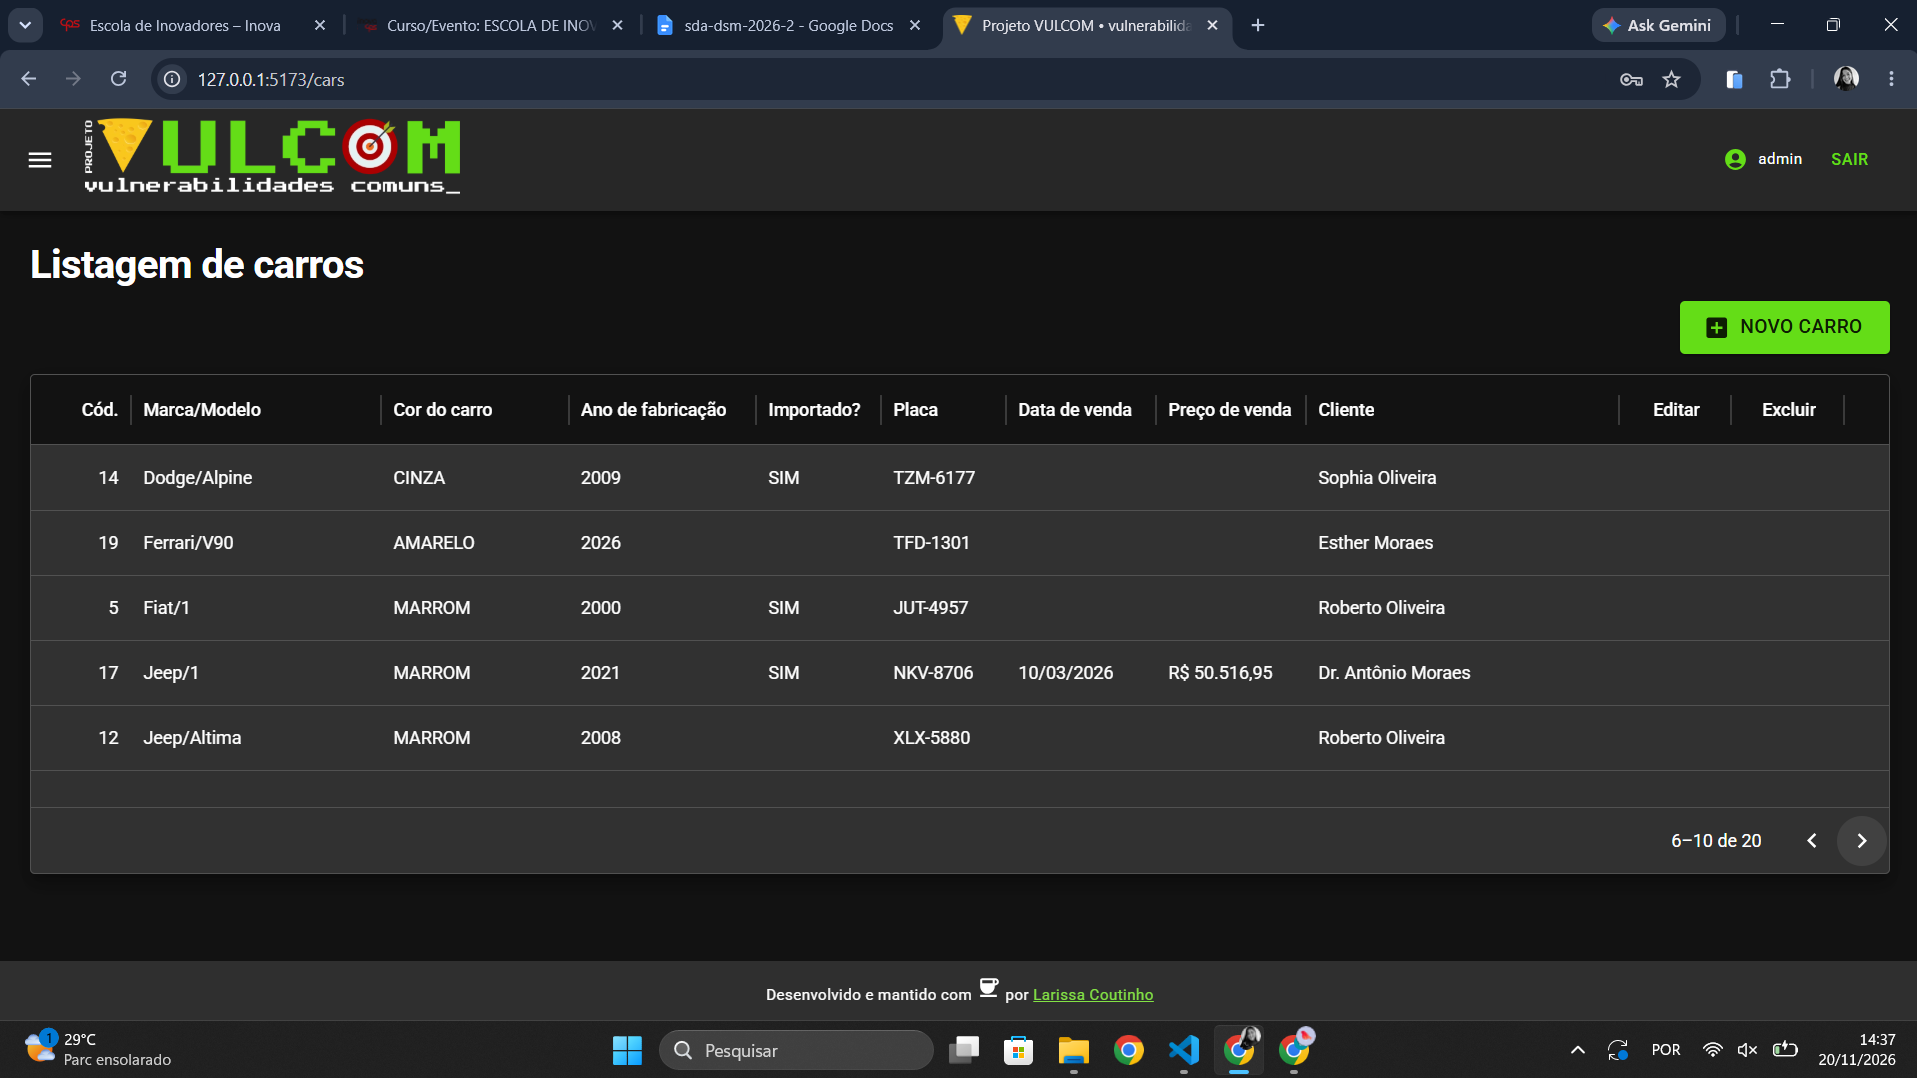 Escola de Inovadores – Inova
Curso/Evento: ESCOLA DE INOV
sda-dsm-2026-2 - Google Docs
Projeto VULCOM • vulnerabilida
Ask Gemini
127.0.0.1:5173/cars
PROJETO
VULCOM
vulnerabilidades comuns_
admin
SAIR
Listagem de carros
NOVO CARRO
Cód. Marca/Modelo Cor do carro Ano de fabricação Importado? Placa Data de venda Preço de venda Cliente Editar Excluir
14 Dodge/Alpine CINZA 2009 SIM TZM-6177 Sophia Oliveira
19 Ferrari/V90 AMARELO 2026 TFD-1301 Esther Moraes
5 Fiat/1 MARROM 2000 SIM JUT-4957 Roberto Oliveira
17 Jeep/1 MARROM 2021 SIM NKV-8706 10/03/2026 R$ 50.516,95 Dr. Antônio Moraes
12 Jeep/Altima MARROM 2008 XLX-5880 Roberto Oliveira
6–10 de 20
Desenvolvido e mantido com por Larissa Coutinho
1
29°C
Parc ensolarado
Pesquisar
POR
14:37
20/11/2026